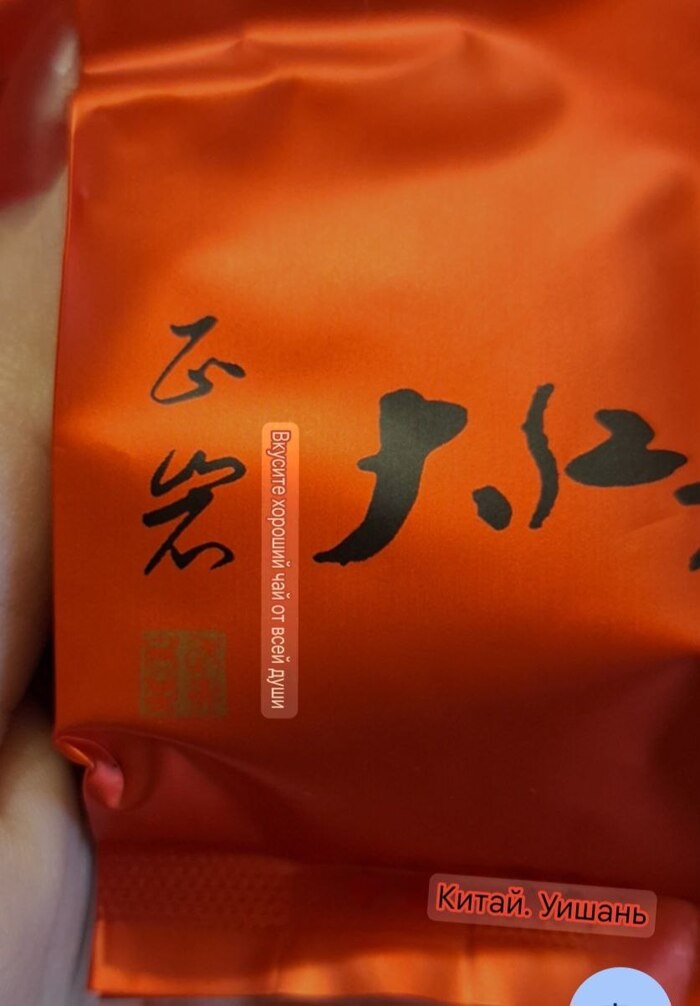 正岩
Вкусите хороший чай от всей души
大红
Китай. Уишань